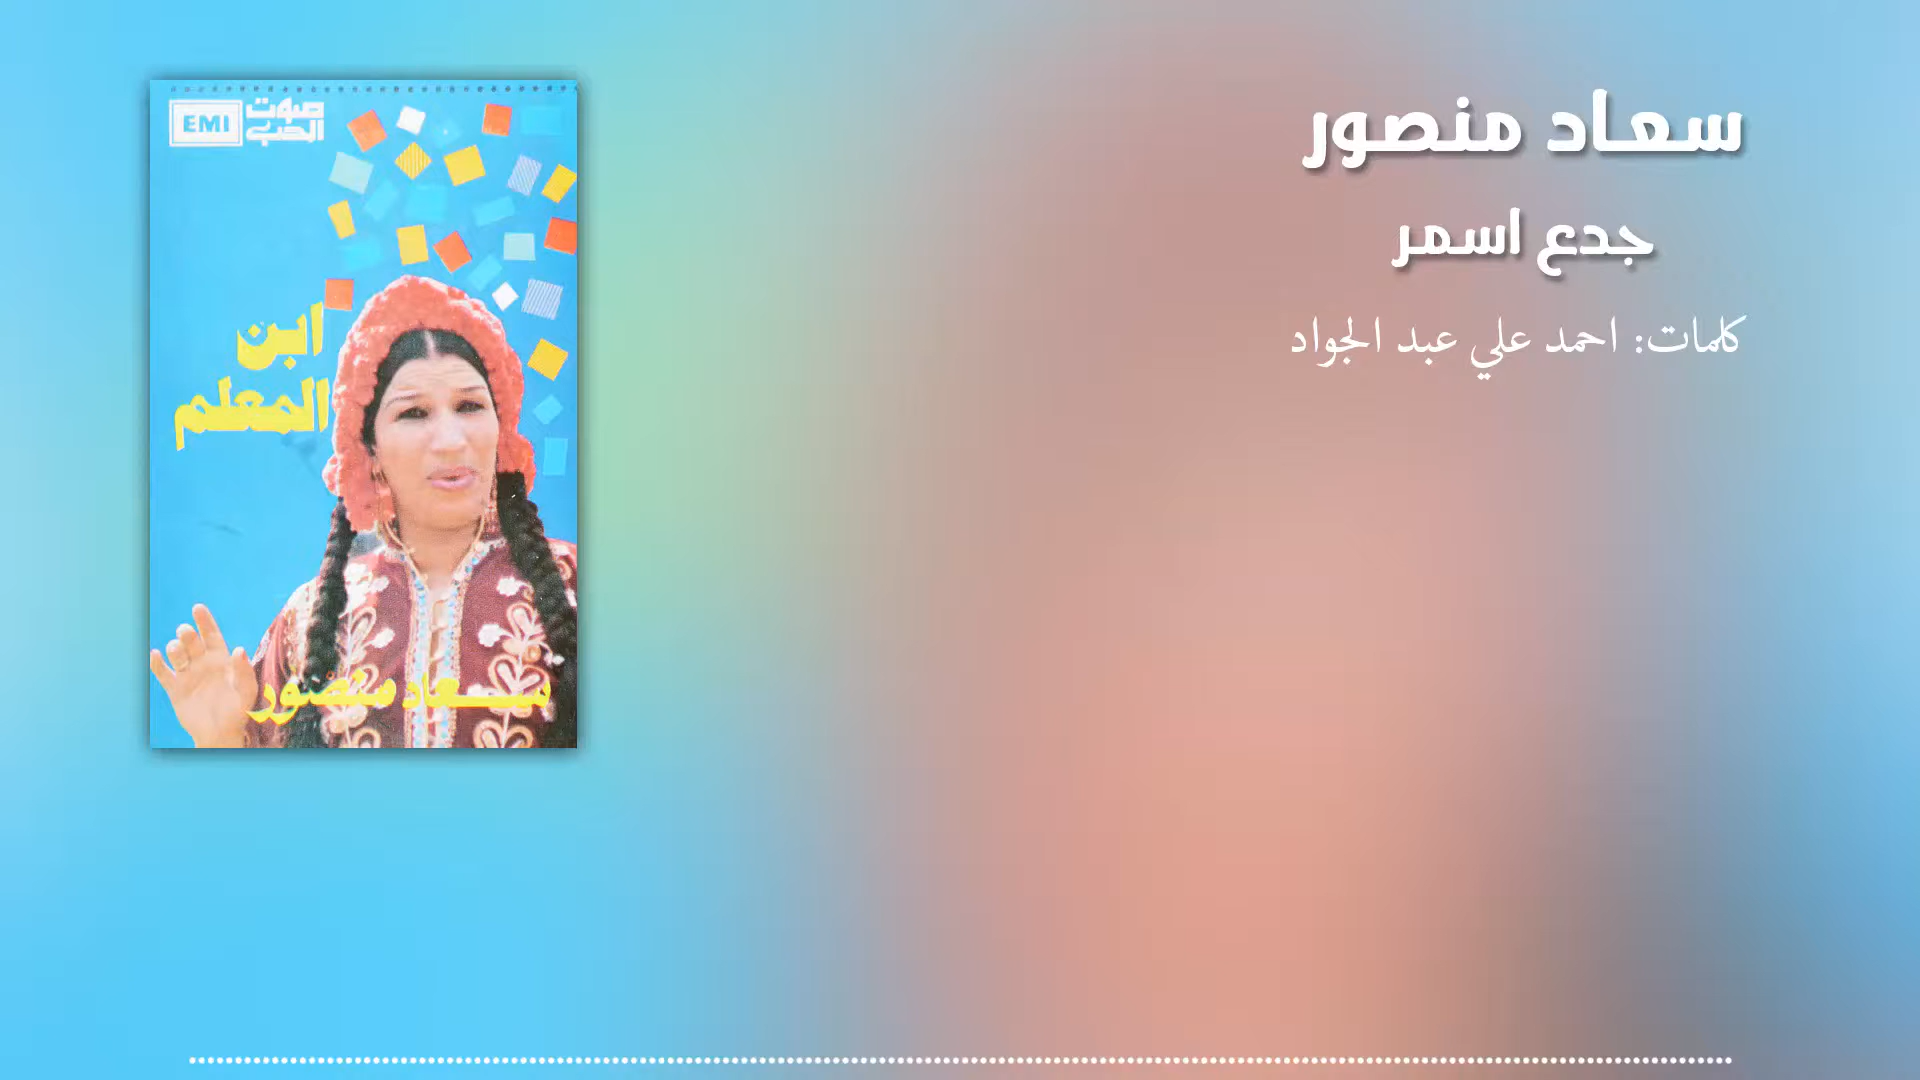 سعاد منصور
جدع اسمر
كلمات: احمد علي عبد الجواد
EMI
صوت
الحب
ابن
المعلم
سعاد منصور